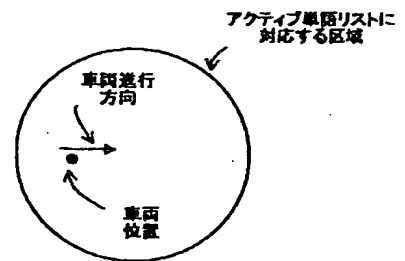 アクティブ単語リストに
対応する区域
車両進行
方向
車両
位置